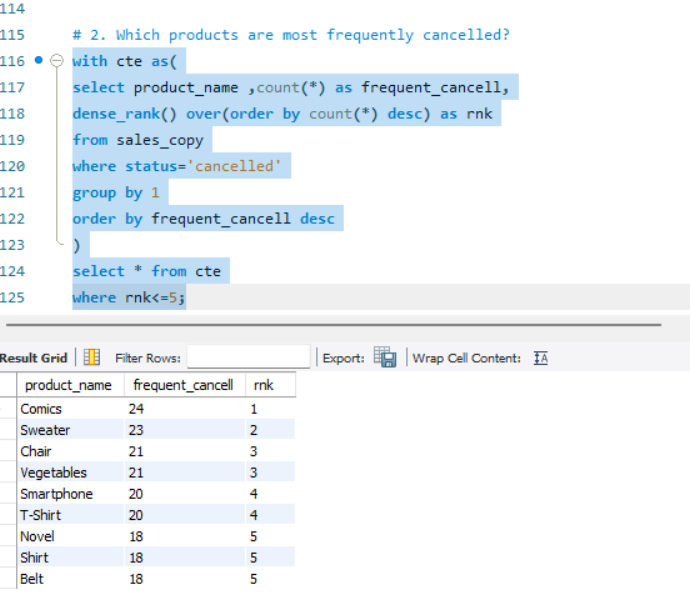 114
115 # 2. Which products are most frequently cancelled?
116 with cte as(
117 select product_name ,count(*) as frequent_cancell,
118 dense_rank() over(order by count(*) desc) as rnk
119 from sales_copy
120 where status='cancelled'
121 group by 1
122 order by frequent_cancell desc
123 )
124 select * from cte
125 where rnk<=5;
Result Grid Filter Rows: Export: Wrap Cell Content: IA
product_name frequent_cancell rnk
Comics 24 1
Sweater 23 2
Chair 21 3
Vegetables 21 3
Smartphone 20 4
T-Shirt 20 4
Novel 18 5
Shirt 18 5
Belt 18 5